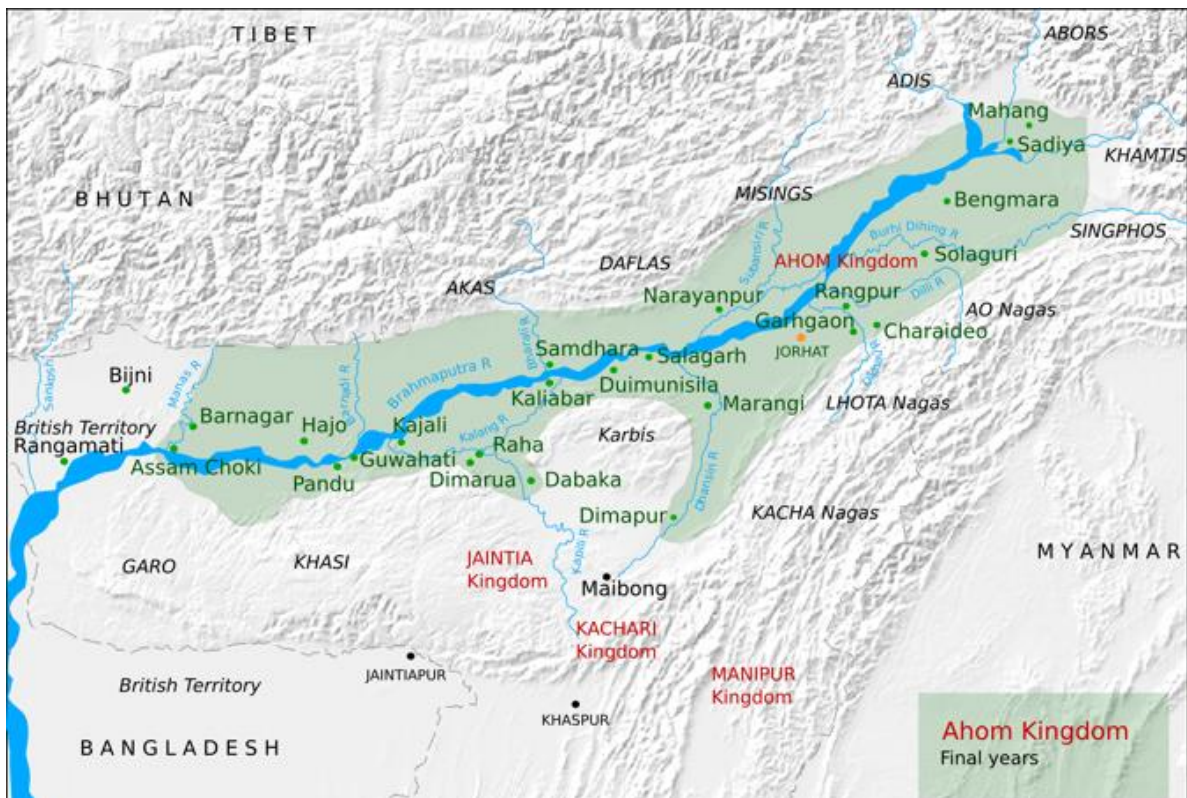 TIBET
ABORS
ADIS
Mahang
Sadiya
KHAMTIS
BHUTAN
MISINGS
Bengmara
SINGPHOS
Burhi Dihing R
Subansiri R
DAFLAS
AHOM Kingdom
Solaguri
AKAS
Narayanpur
Rangpur
Dilli R
AO Nagas
Garngaon
Charaideo
JORHAT
Samdhara
Salagarh
Brahmaputra R
Duimunisila
Kaliabar
Bijni
Sankosh
Manas R
Marangi
LHOTA Nagas
Barnagar
Hajo
Kajali
Kalang R
Karbis
British Territory
Rangamati
Raha
Guwahati
Assam Choki
Pandu
Dimarua
Dabaka
Dhansiri R
Dimapur
KACHA Nagas
GARO
KHASI
JAINTIA
Kingdom
Kapili R
Maibong
MYANMAR
KACHARI
Kingdom
JAINTIAPUR
British Territory
MANIPUR
Kingdom
KHASPUR
BANGLADESH
Ahom Kingdom
Final years